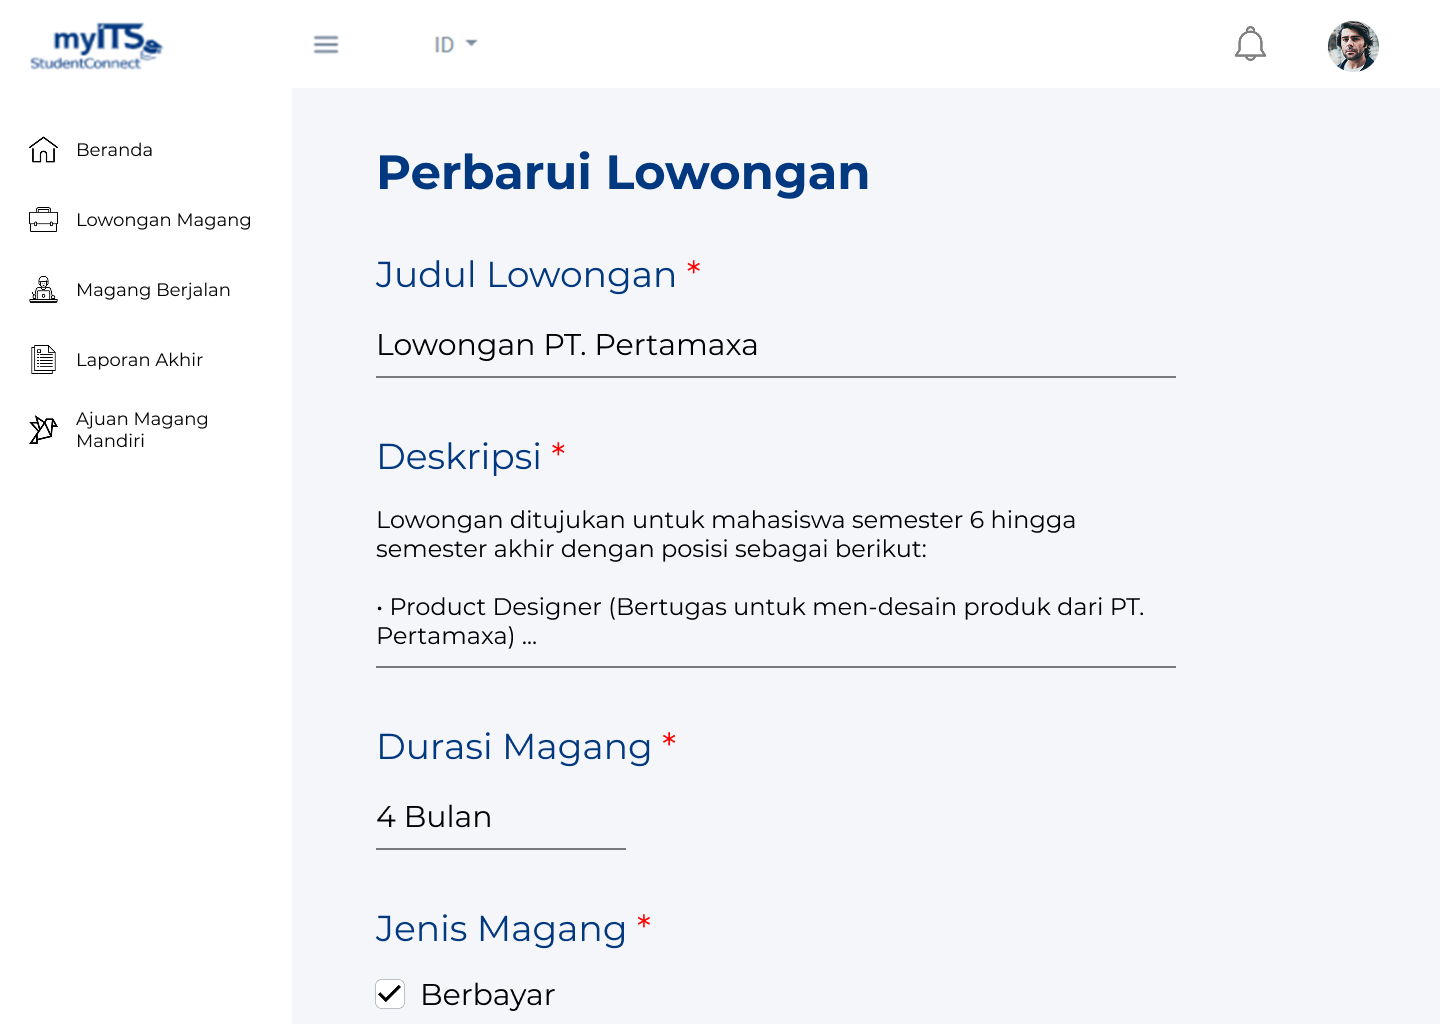 myITS
StudentConnect
ID
Beranda
Lowongan Magang
Magang Berjalan
Laporan Akhir
Ajuan Magang
Mandiri
Perbarui Lowongan
Judul Lowongan *
Lowongan PT. Pertamaxa
Deskripsi *
Lowongan ditujukan untuk mahasiswa semester 6 hingga
semester akhir dengan posisi sebagai berikut:
• Product Designer (Bertugas untuk men-desain produk dari PT.
Pertamaxa) ...
Durasi Magang *
4 Bulan
Jenis Magang *
Berbayar